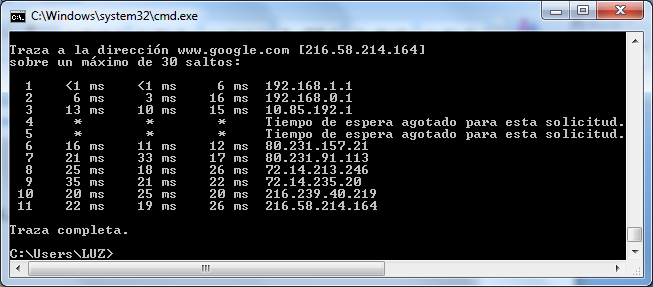 C:\Windows\system32\cmd.exe
Traza a la dirección www.google.com [216.58.214.164]
sobre un máximo de 30 saltos:
1 <1 ms <1 ms 6 ms 192.168.1.1
2 6 ms 3 ms 16 ms 192.168.0.1
3 13 ms 10 ms 15 ms 10.85.192.1
4 * * * Tiempo de espera agotado para esta solicitud.
5 * * * Tiempo de espera agotado para esta solicitud.
6 16 ms 11 ms 12 ms 80.231.157.21
7 21 ms 33 ms 17 ms 80.231.91.113
8 25 ms 18 ms 26 ms 72.14.213.246
9 35 ms 21 ms 22 ms 72.14.235.20
10 20 ms 25 ms 20 ms 216.239.40.219
11 22 ms 19 ms 26 ms 216.58.214.164
Traza completa.
C:\Users\LUZ>